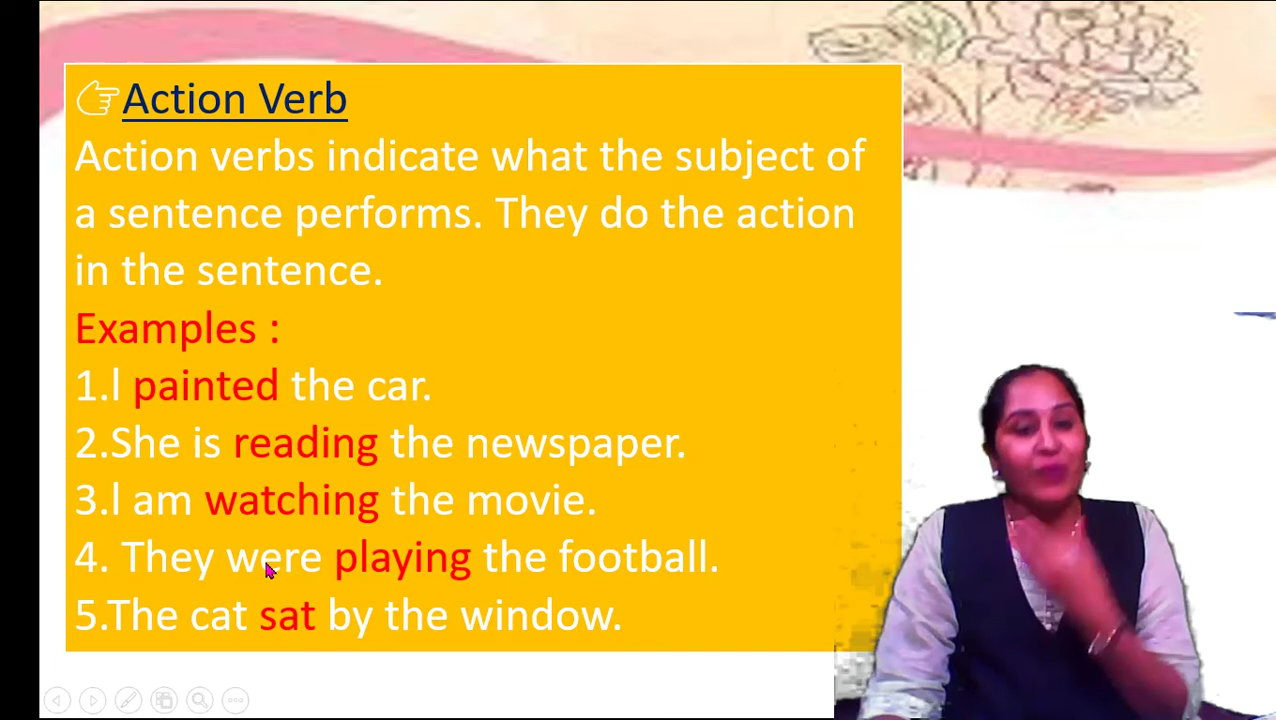 Action Verb
Action verbs indicate what the subject of
a sentence performs. They do the action
in the sentence.
Examples :
1.I painted the car.
2.She is reading the newspaper.
3.I am watching the movie.
4. They were playing the football.
5.The cat sat by the window.